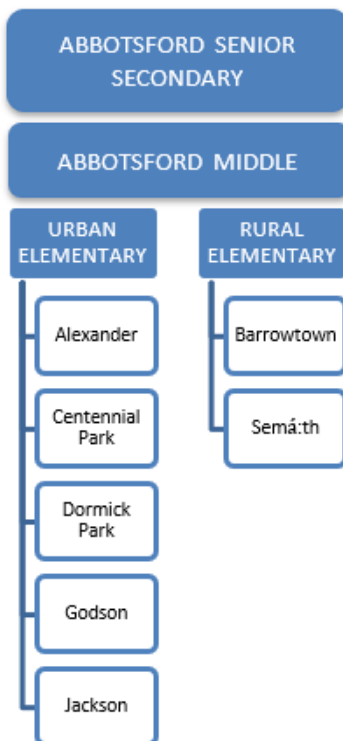 ABBOTSFORD SENIOR
SECONDARY
ABBOTSFORD MIDDLE
URBAN
ELEMENTARY
Alexander
Centennial
Park
Dormick
Park
Godson
Jackson
RURAL
ELEMENTARY
Barrowtown
Semá:th